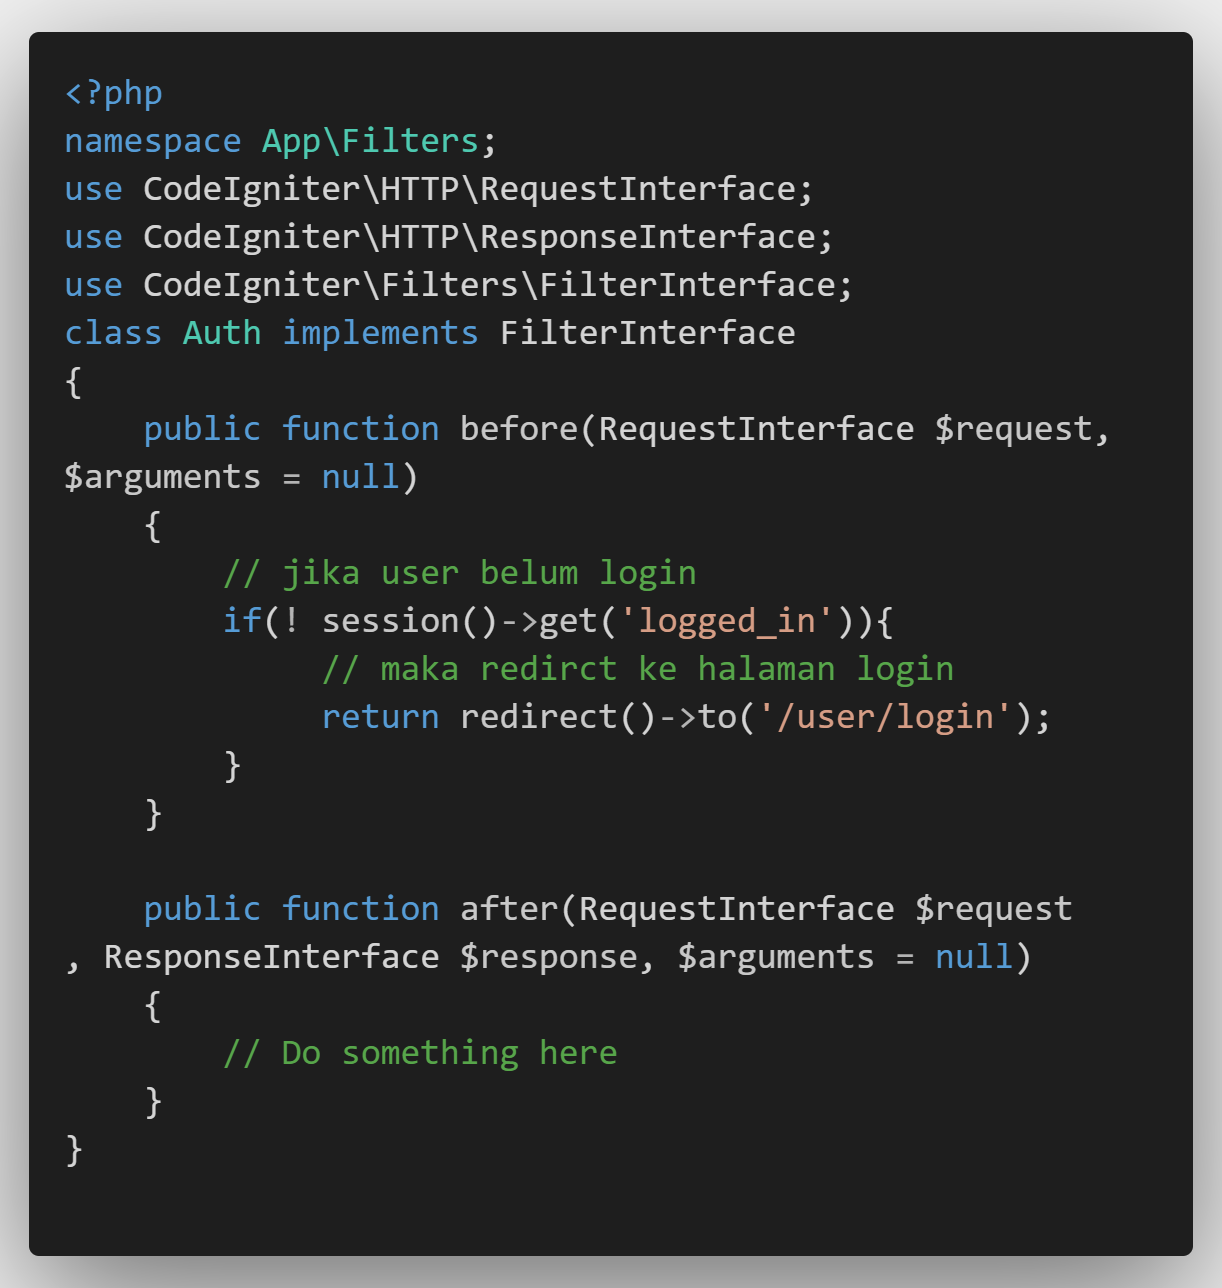 <?php
namespace App\Filters;
use CodeIgniter\HTTP\RequestInterface;
use CodeIgniter\HTTP\ResponseInterface;
use CodeIgniter\Filters\FilterInterface;
class Auth implements FilterInterface
{
    public function before(RequestInterface $request,
$arguments = null)
    {
        // jika user belum login
        if(! session()->get('logged_in')){
             // maka redirct ke halaman login
             return redirect()->to('/user/login');
        }
    }

    public function after(RequestInterface $request
, ResponseInterface $response, $arguments = null)
    {
        // Do something here
    }
}